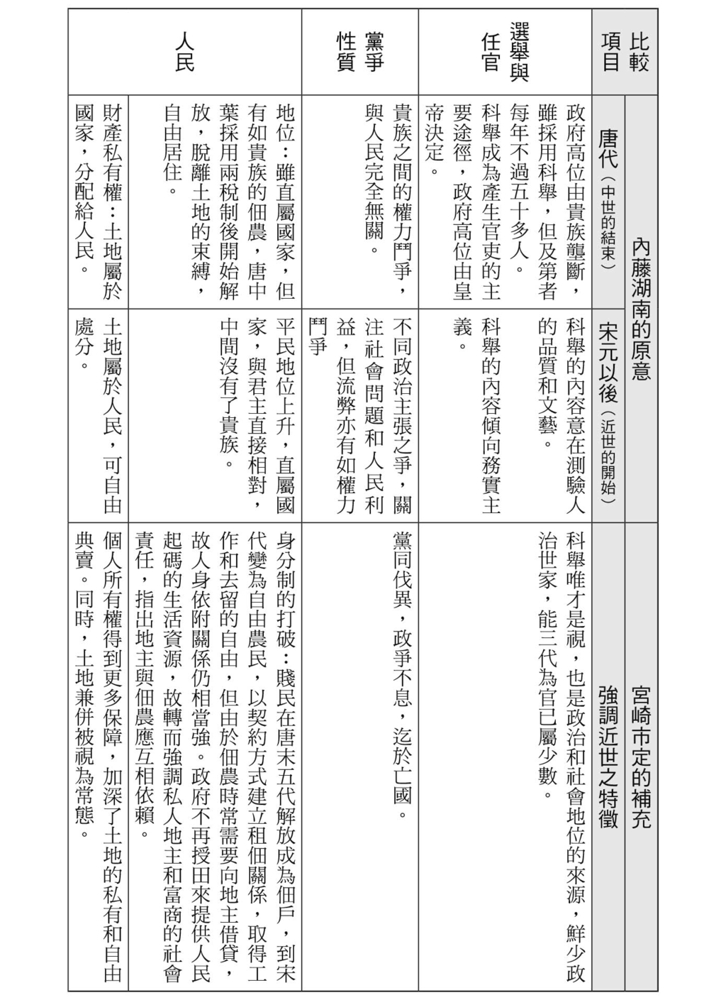 比較
項目
內藤湖南的原意
唐代（中世的結束）
宋元以後（近世的開始）
宮崎市定的補充
強調近世之特徵
選舉與
任官
政府高位由貴族壟斷，
雖採用科舉，但及第者
每年不過五十多人。
科舉成為產生官吏的主
要途徑，政府高位由皇
帝決定。
科舉的內容意在測驗人
的品質和文藝。
科舉的內容傾向務實主
義。
科舉唯才是視，也是政治和社會地位的來源，鮮少政
治世家，能三代為官已屬少數。
黨爭
性質
貴族之間的權力鬥爭，
與人民完全無關。
不同政治主張之爭，關
注社會問題和人民利
益，但流弊亦有如權力
鬥爭
黨同伐異，政爭不息，迄於亡國。
人民
地位：雖直屬國家，但
有如貴族的佃農，唐中
葉採用兩稅制後開始解
放，脫離土地的束縛，
自由居住。
平民地位上升，直屬國
家，與君主直接相對，
中間沒有了貴族。
身分制的打破：賤民在唐末五代解放成為佃戶，到宋
代變為自由農民，以契約方式建立租佃關係，取得工
作和去留的自由，但由於佃農時常需要向地主借貸，
故人身依附關係仍相當強。政府不再授田來提供人民
起碼的生活資源，故轉而強調私人地主和富商的社會
責任，指出地主與佃農應互相依賴。
財產私有權：土地屬於
國家，分配給人民。
土地屬於人民，可自由
處分。
個人所有權得到更多保障，加深了土地的私有和自由
典賣。同時，土地兼併被視為常態。